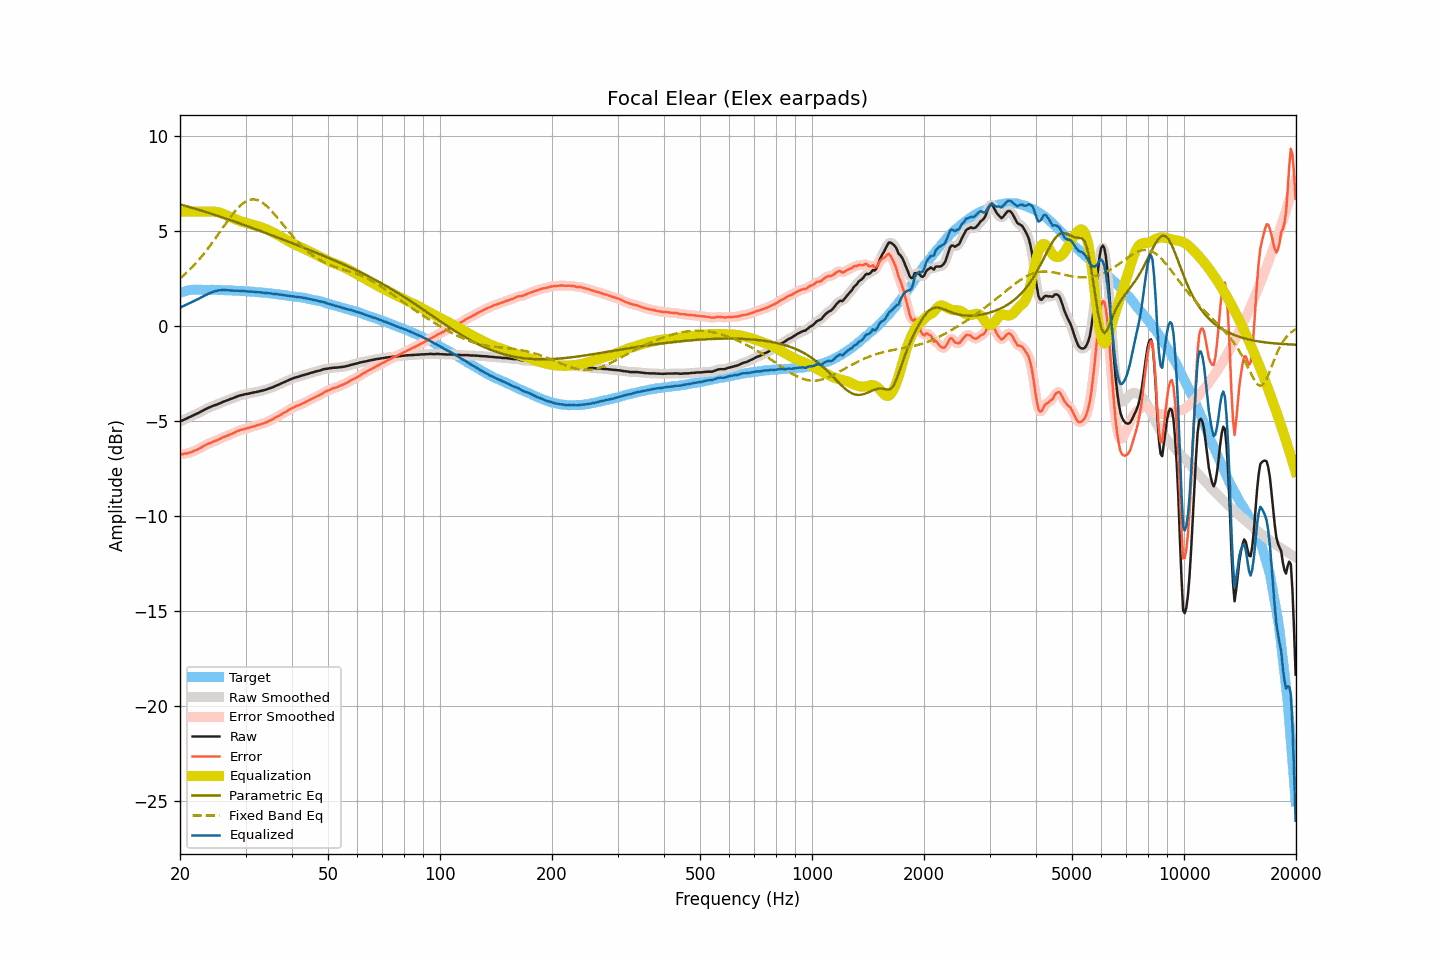 Focal Elear (Elex earpads)
10
5
0
−5
−10
−15
−20
−25
Amplitude (dBr)
Target
Raw Smoothed
Error Smoothed
Raw
Error
Equalization
Parametric Eq
Fixed Band Eq
Equalized
20 50 100 200 500 1000 2000 5000 10000 20000
Frequency (Hz)